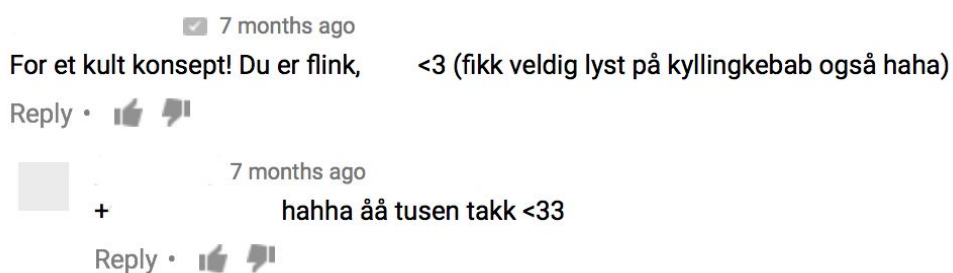 7 months ago
For et kult konsept! Du er flink, <3 (fikk veldig lyst på kyllingkebab også haha)
Reply •
7 months ago
+ hahha åå tusen takk <33
Reply •